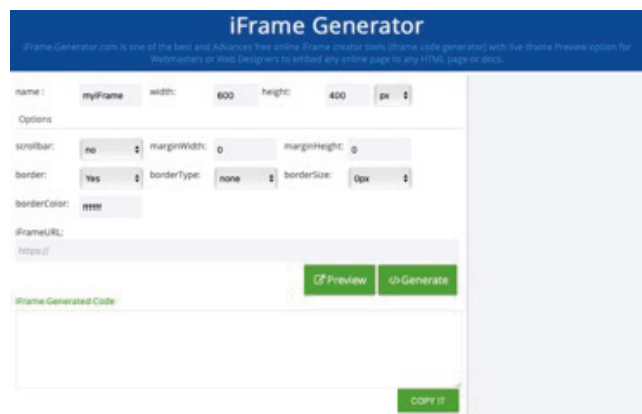 iFrame Generator
iFrame-Generator.com is one of the best and Advances free online iFrame creator tools (iframe code generator) with live Iframe Preview option for
Webmasters or Web Designers to embed any online page to any HTML page or docs.
name : myIFrame width: 600 height: 400 px
Options
scrollbar: no marginWidth: 0 marginHeight: 0
border: Yes borderType: none borderSize: 0px
borderColor: ffffff
iFrameURL:
https://
Preview </>Generate
iFrame Generated Code
COPY IT